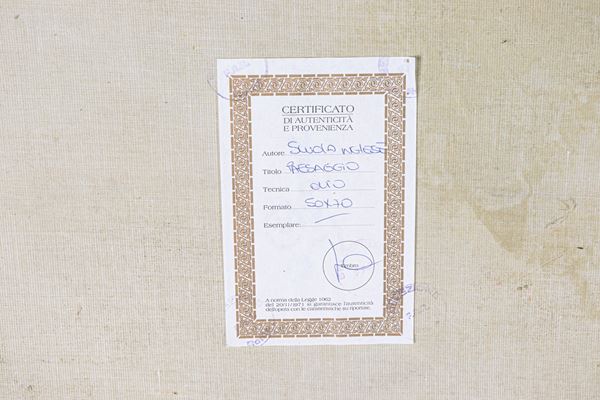 CERTIFICATO
DI AUTENTICITÀ
E PROVENIENZA
Autore Scuola inglese
Titolo PAESAGGIO
Tecnica olio
Formato 50x70
Esemplare:
timbro
A norma della Legge 1062
del 20/11/1971 si garantisce l'autenticità
dell'opera con le caratteristiche su riportate.